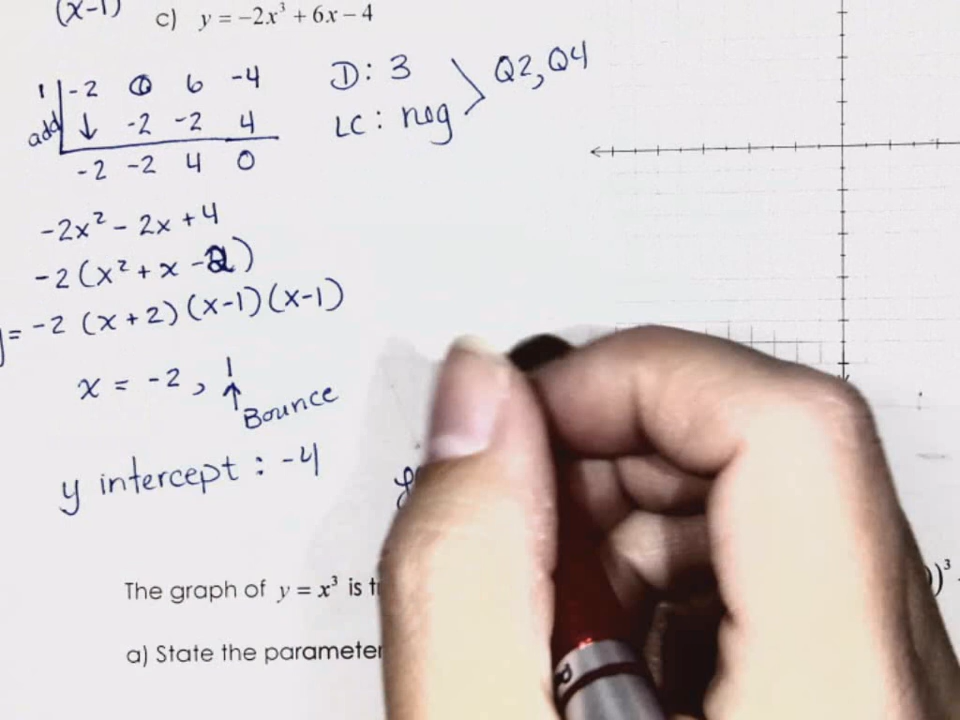 (x-1) c) y = -2x³ + 6x - 4
1 -2 0 6 -4
add ↓ -2 -2 4
-2 -2 4 0
D: 3
LC: neg
Q2, Q4
-2x² - 2x + 4
-2(x² + x - 2)
= -2 (x+2)(x-1)(x-1)
x = -2, 1
↑
Bounce
y intercept: -4
The graph of y = x³ is
)³
a) State the parameter